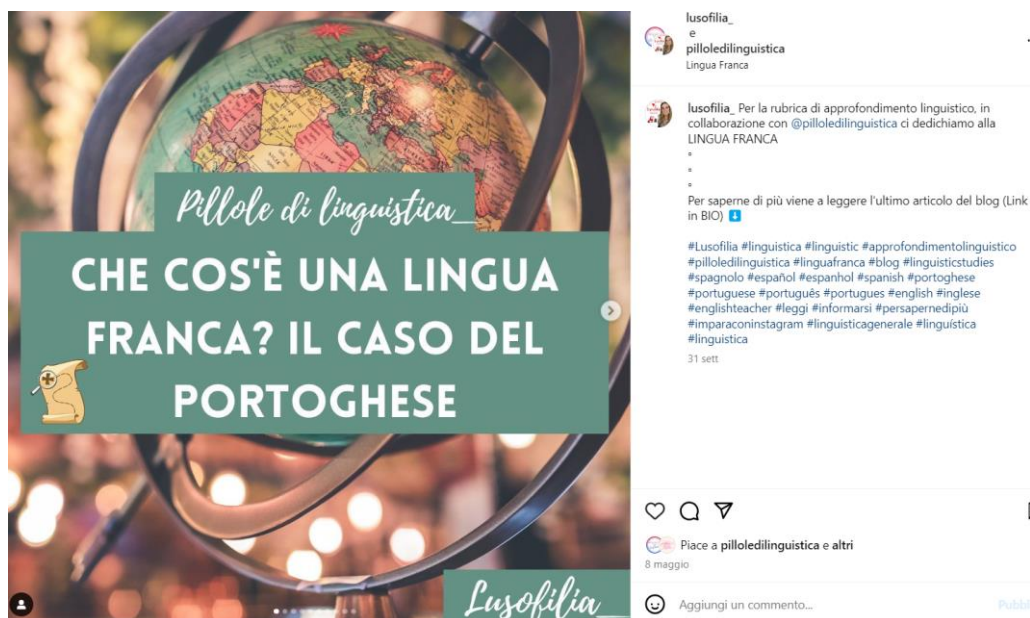 Pillole di linguistica_
CHE COS'È UNA LINGUA
FRANCA? IL CASO DEL
PORTOGHESE
Lusofilia_
lusofilia_
e
pilloledilinguistica
Lingua Franca
lusofilia_ Per la rubrica di approfondimento linguistico, in
collaborazione con @pilloledilinguistica ci dedichiamo alla
LINGUA FRANCA
°
°
°
Per saperne di più viene a leggere l'ultimo articolo del blog (Link
in BIO) ⬇️
#Lusofilia #linguistica #linguistic #approfondimentolinguistico
#pilloledilinguistica #linguafranca #blog #linguisticstudies
#spagnolo #español #espanhol #spanish #portoghese
#portuguese #português #portugues #english #inglese
#englishteacher #leggi #informarsi #persapernedipiù
#imparaconinstagram #linguisticagenerale #linguística
#linguistica
31 sett
Piace a pilloledilinguistica e altri
8 maggio
Aggiungi un commento...